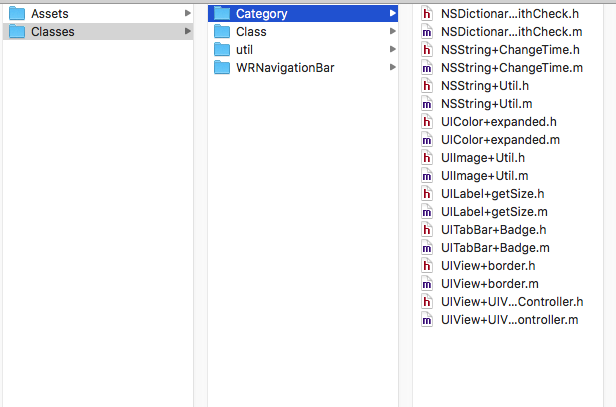 Assets
Classes
Category
Class
util
WRNavigationBar
NSDictionar...ithCheck.h
NSDictionar...ithCheck.m
NSString+ChangeTime.h
NSString+ChangeTime.m
NSString+Util.h
NSString+Util.m
UIColor+expanded.h
UIColor+expanded.m
UIImage+Util.h
UIImage+Util.m
UILabel+getSize.h
UILabel+getSize.m
UITabBar+Badge.h
UITabBar+Badge.m
UIView+border.h
UIView+border.m
UIView+UIV...Controller.h
UIView+UIV...ontroller.m